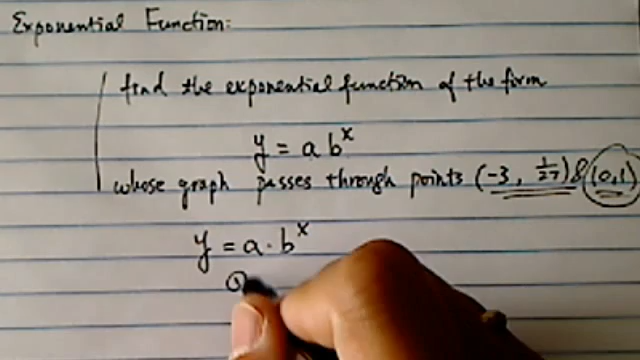 Exponential Function:
find the exponential function of the form
y = a b^x
whose graph passes through points (-3, 1/27) & (0,1)
y = a · b^x